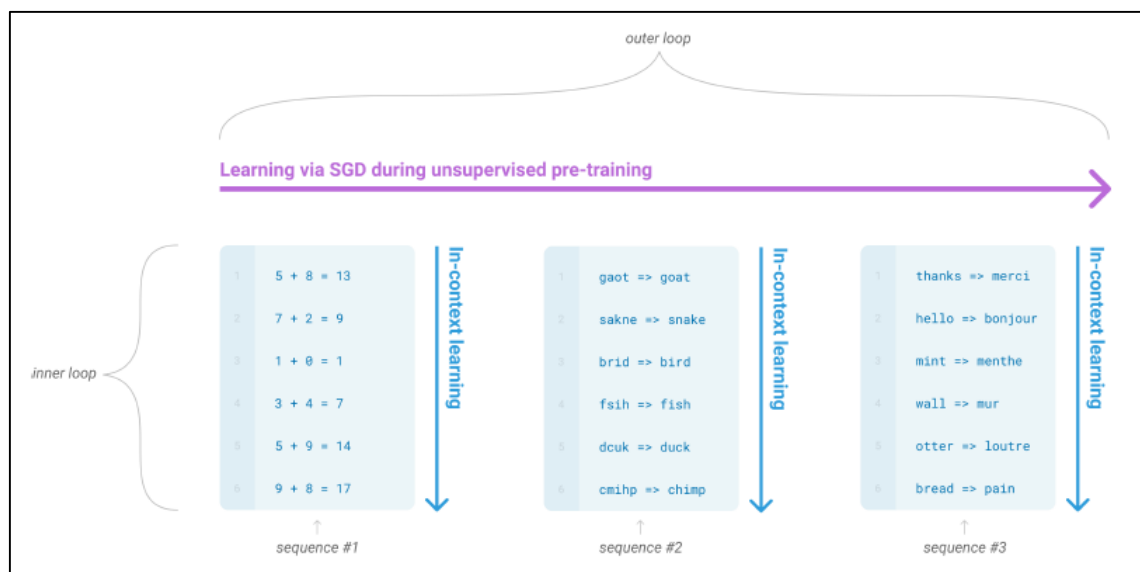 outer loop
Learning via SGD during unsupervised pre-training
inner loop
1 5 + 8 = 13
2 7 + 2 = 9
3 1 + 0 = 1
4 3 + 4 = 7
5 5 + 9 = 14
6 9 + 8 = 17
In-context learning
sequence #1
1 gaot => goat
2 sakne => snake
3 brid => bird
4 fsih => fish
5 dcuk => duck
6 cmihp => chimp
In-context learning
sequence #2
1 thanks => merci
2 hello => bonjour
3 mint => menthe
4 wall => mur
5 otter => loutre
6 bread => pain
In-context learning
sequence #3